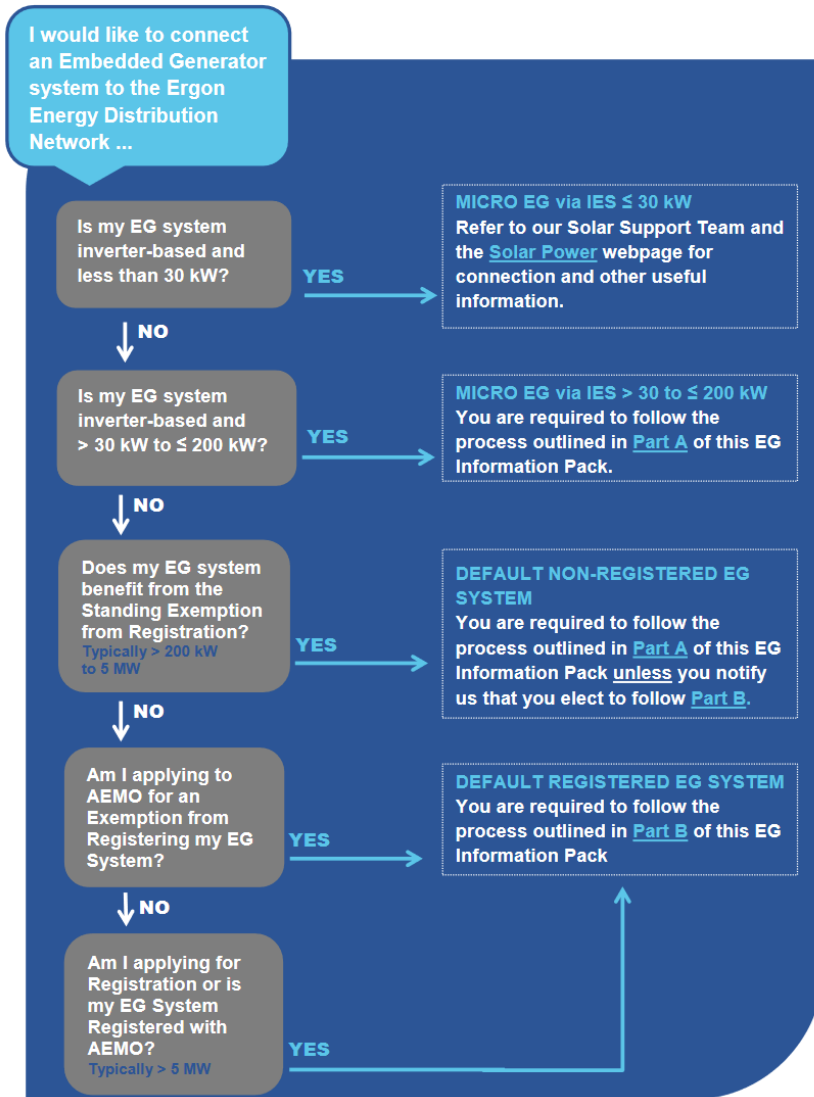 I would like to connect
an Embedded Generator
system to the Ergon
Energy Distribution
Network ...
Is my EG system
inverter-based and
less than 30 kW?
YES
MICRO EG via IES ≤ 30 kW
Refer to our Solar Support Team and
the Solar Power webpage for
connection and other useful
information.
NO
Is my EG system
inverter-based and
> 30 kW to ≤ 200 kW?
YES
MICRO EG via IES > 30 to ≤ 200 kW
You are required to follow the
process outlined in Part A of this EG
Information Pack.
NO
Does my EG system
benefit from the
Standing Exemption
from Registration?
Typically > 200 kW
to 5 MW
YES
DEFAULT NON-REGISTERED EG
SYSTEM
You are required to follow the
process outlined in Part A of this EG
Information Pack unless you notify
us that you elect to follow Part B.
NO
Am I applying to
AEMO for an
Exemption from
Registering my EG
System?
YES
DEFAULT REGISTERED EG SYSTEM
You are required to follow the
process outlined in Part B of this EG
Information Pack
NO
Am I applying for
Registration or is
my EG System
Registered with
AEMO?
Typically > 5 MW
YES